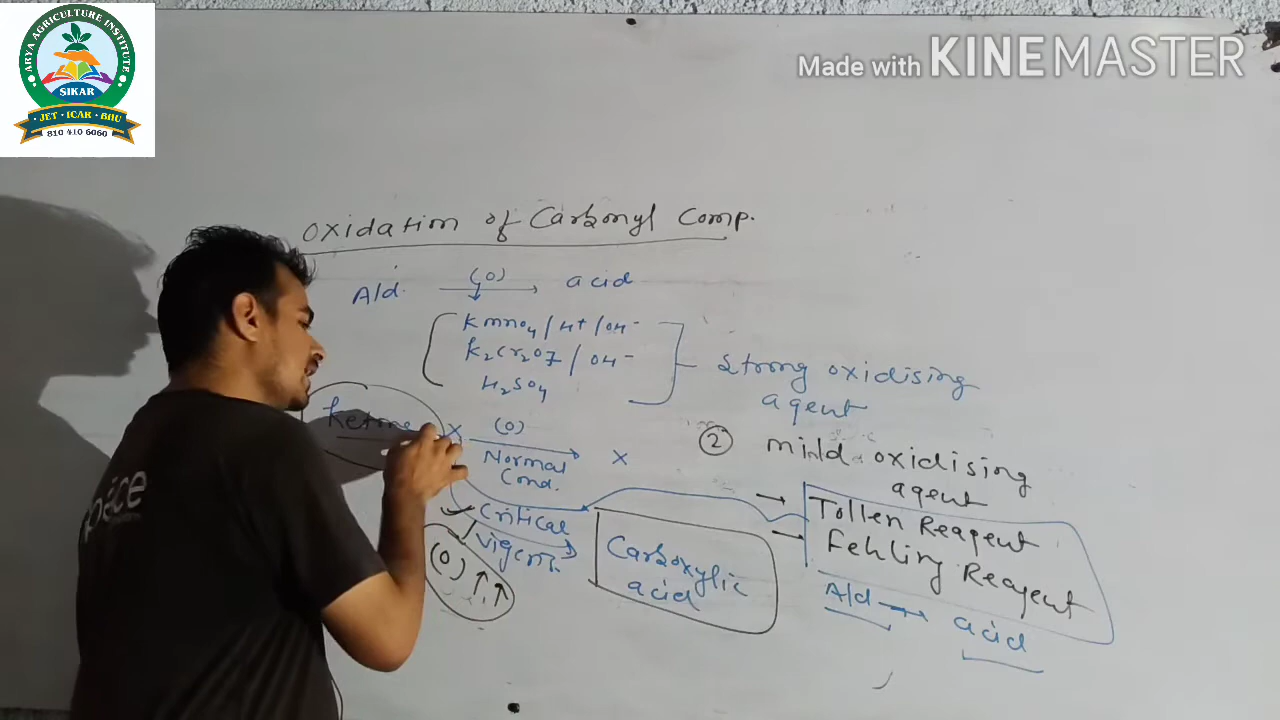 ARYA AGRICULTURE INSTITUTE
SIKAR
· JET · ICAR · BHU
810 410 6060
Made with KINEMASTER
Oxidation of Carbonyl Comp.
Ald. (O) acid
KMnO4 / H+ / OH-
K2Cr2O7 / OH-
H2SO4
Strong oxidising
agent
Ketone x (O) x
Normal
Cond.
② mild oxidising
agent
→ Tollen Reagent
→ Fehling Reagent
Critical
(O) ↑↑
Carboxylic
acid
Ald → acid